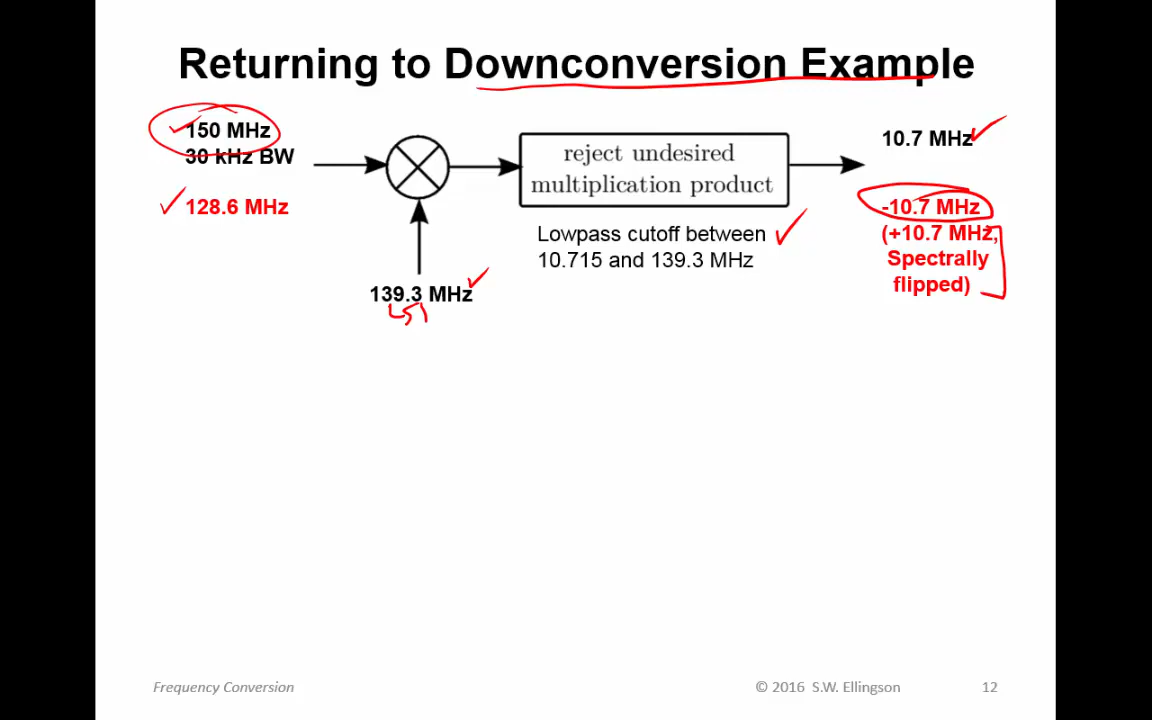 Returning to Downconversion Example
150 MHz
30 kHz BW
128.6 MHz
139.3 MHz
reject undesired
multiplication product
Lowpass cutoff between
10.715 and 139.3 MHz
10.7 MHz
-10.7 MHz
(+10.7 MHz,
Spectrally
flipped)
Frequency Conversion
© 2016 S.W. Ellingson
12